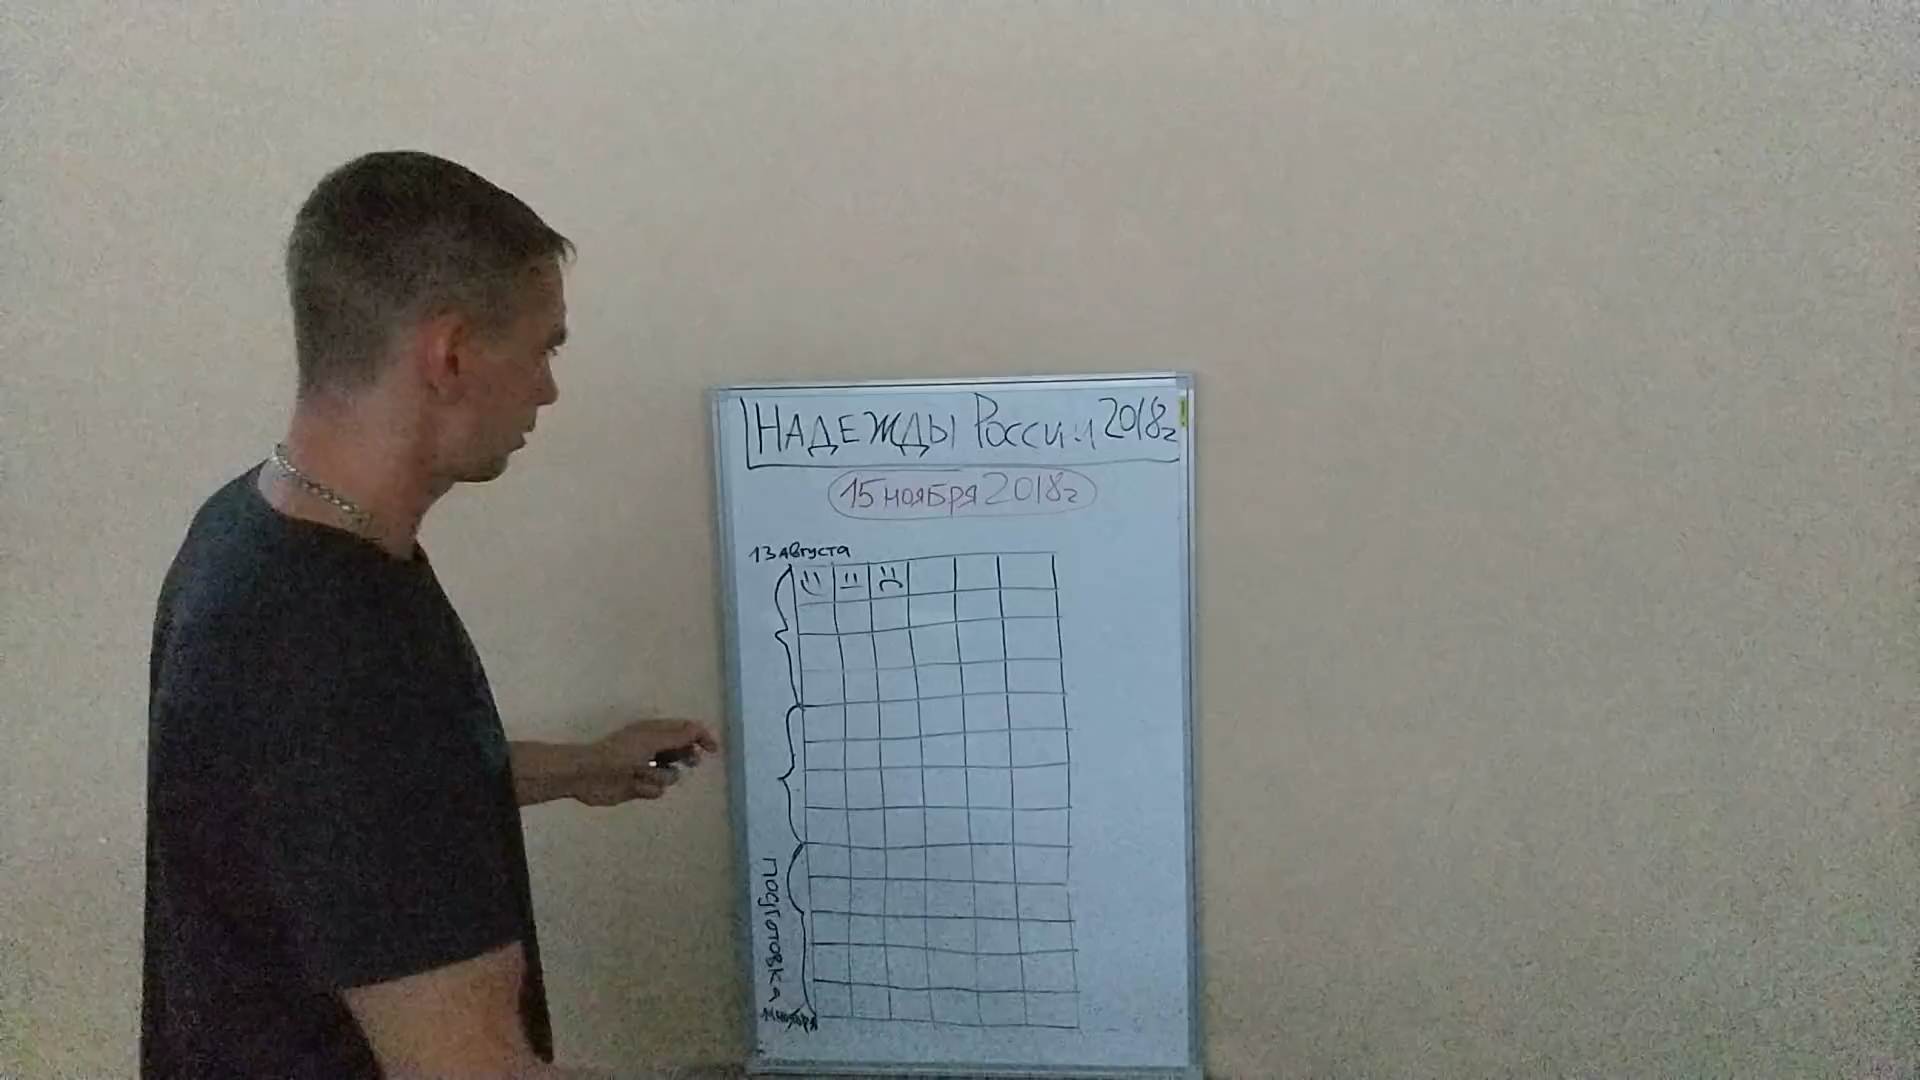 НАДЕЖДЫ РОССИИ 2018г
15 ноября 2018г
13 августа
подготовка